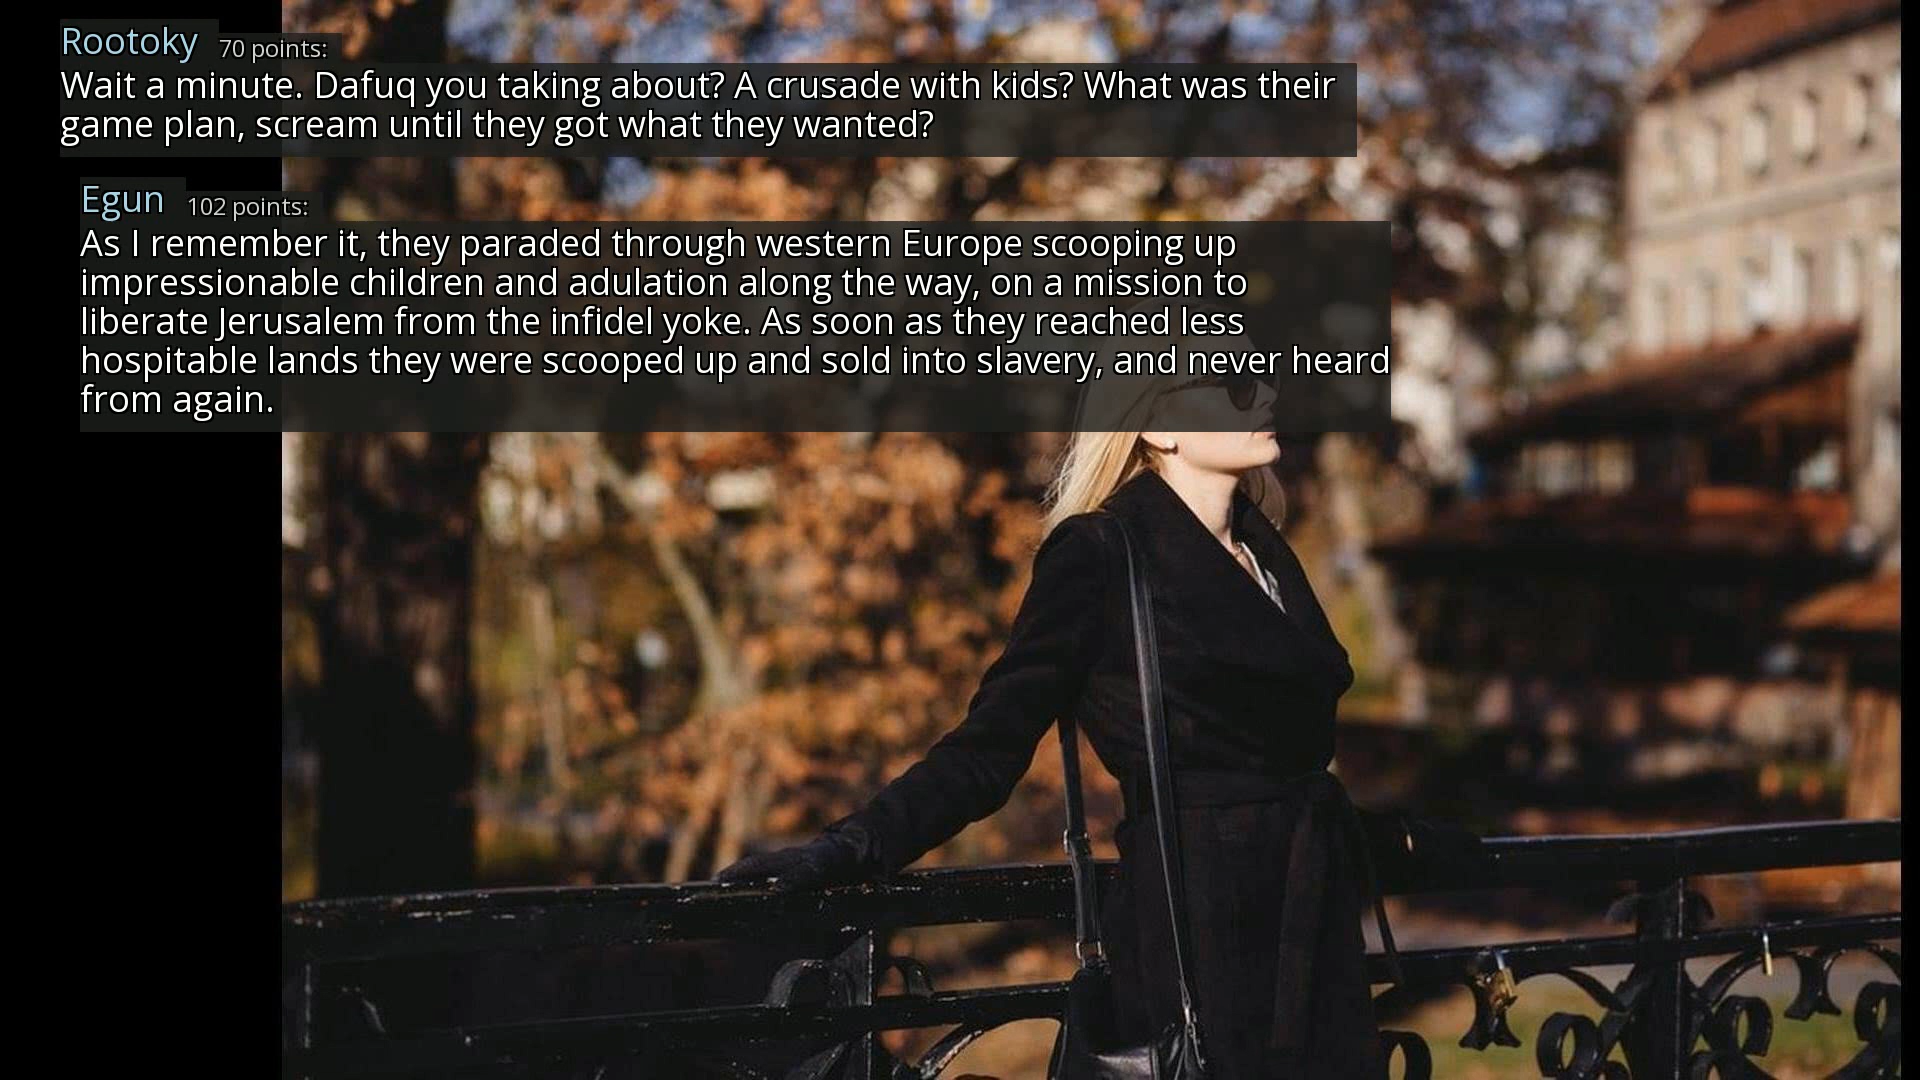 Rootoky 70 points:
Wait a minute. Dafuq you taking about? A crusade with kids? What was their
game plan, scream until they got what they wanted?
Egun 102 points:
As I remember it, they paraded through western Europe scooping up
impressionable children and adulation along the way, on a mission to
liberate Jerusalem from the infidel yoke. As soon as they reached less
hospitable lands they were scooped up and sold into slavery, and never heard
from again.